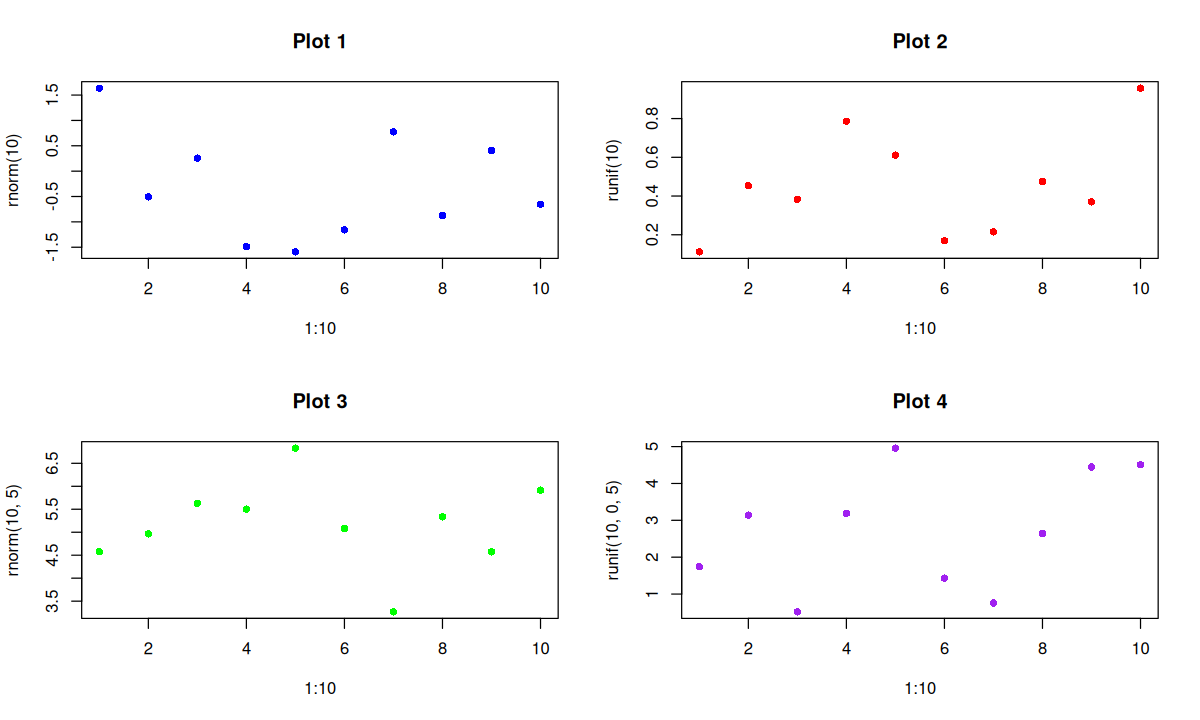 Plot 1
rnorm(10)
1.5
0.5
-0.5
-1.5
2 4 6 8 10
1:10
Plot 2
runif(10)
0.8
0.6
0.4
0.2
2 4 6 8 10
1:10
Plot 3
rnorm(10, 5)
6.5
5.5
4.5
3.5
2 4 6 8 10
1:10
Plot 4
runif(10, 0, 5)
5
4
3
2
1
2 4 6 8 10
1:10